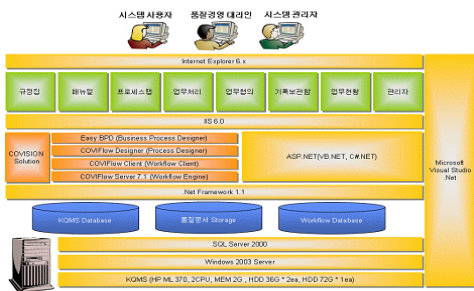 시스템 사용자 품질경영 대리인 시스템 관리자
Internet Explorer 6.x
규정집 매뉴얼 프로세스맵 업무처리 업무협의 기록보관함 업무현황 관리자
IIS 6.0
COVISION
Solution
Easy BPD (Business Process Designer)
COVIFlow Designer (Process Designer)
COVIFlow Client (Workflow Client)
COVIFlow Server 7.1 (Workflow Engine)
ASP.NET(VB.NET, C#.NET)
Microsoft
Visual Studio
.Net
.Net Framework 1.1
KQMS Database 품질문서 Storage Workflow Database
SQL Server 2000
Windows 2003 Server
KQMS (HP ML 370, 2CPU, MEM 2G , HDD 36G * 2ea, HDD 72G * 1ea)